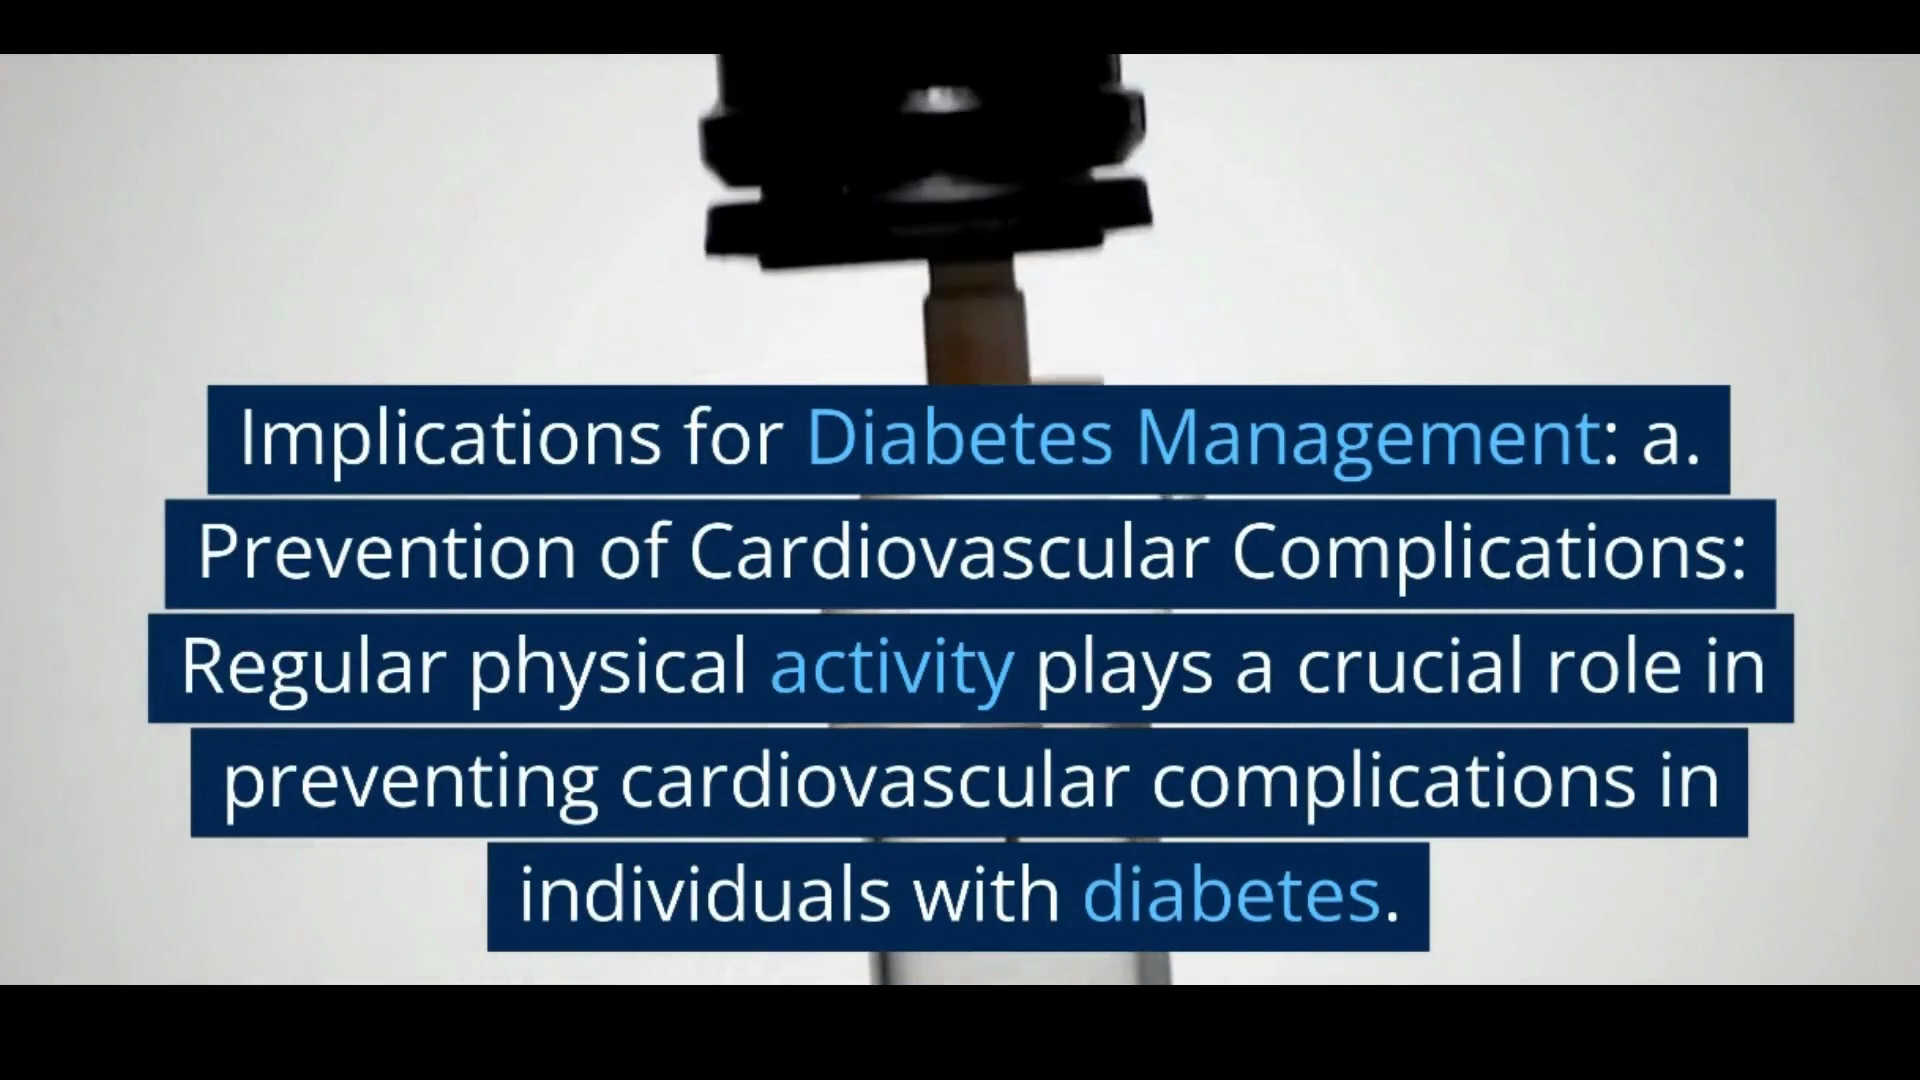 Implications for Diabetes Management: a.
Prevention of Cardiovascular Complications:
Regular physical activity plays a crucial role in
preventing cardiovascular complications in
individuals with diabetes.